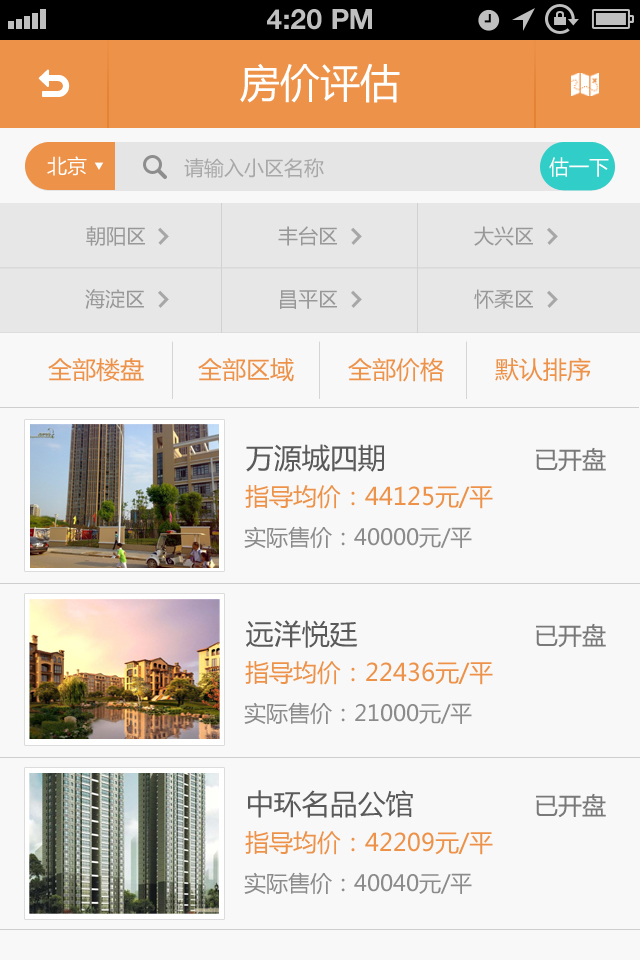 4:20 PM
房价评估
北京 请输入小区名称 估一下
朝阳区 丰台区 大兴区
海淀区 昌平区 怀柔区
全部楼盘 全部区域 全部价格 默认排序
万源城四期 已开盘
指导均价：44125元/平
实际售价：40000元/平
远洋悦廷 已开盘
指导均价：22436元/平
实际售价：21000元/平
中环名品公馆 已开盘
指导均价：42209元/平
实际售价：40040元/平